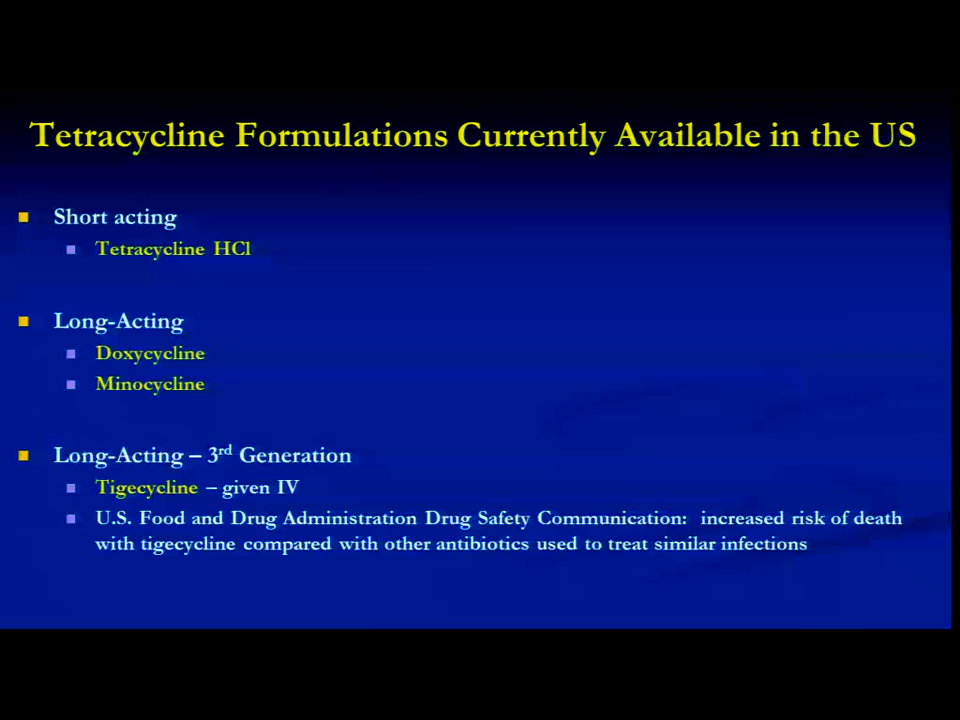 Tetracycline Formulations Currently Available in the US
Short acting
Tetracycline HCl
Long-Acting
Doxycycline
Minocycline
Long-Acting – 3rd Generation
Tigecycline – given IV
U.S. Food and Drug Administration Drug Safety Communication: increased risk of death
with tigecycline compared with other antibiotics used to treat similar infections